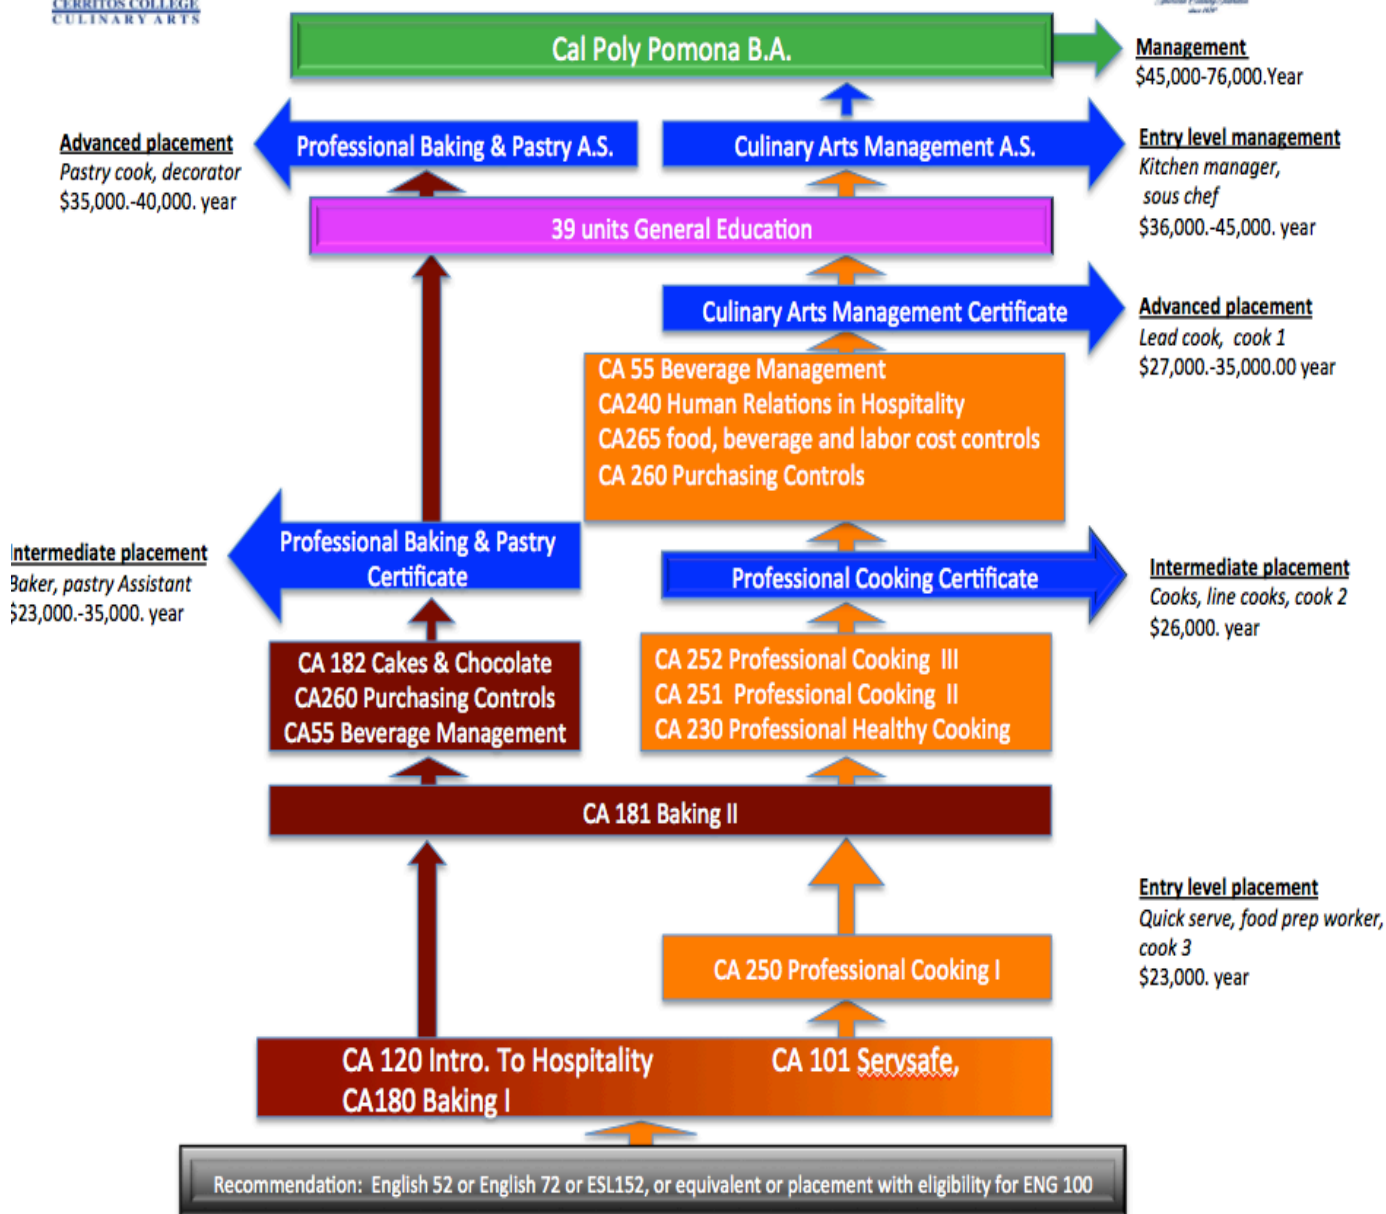 CERRITOS COLLEGE
CULINARY ARTS
since 1929
Cal Poly Pomona B.A.
Management
$45,000-76,000.Year
Advanced placement
Pastry cook, decorator
$35,000.-40,000. year
Professional Baking & Pastry A.S.
Culinary Arts Management A.S.
Entry level management
Kitchen manager,
sous chef
$36,000.-45,000. year
39 units General Education
Culinary Arts Management Certificate
Advanced placement
Lead cook, cook 1
$27,000.-35,000.00 year
CA 55 Beverage Management
CA240 Human Relations in Hospitality
CA265 food, beverage and labor cost controls
CA 260 Purchasing Controls
Intermediate placement
Baker, pastry Assistant
$23,000.-35,000. year
Professional Baking & Pastry
Certificate
Professional Cooking Certificate
Intermediate placement
Cooks, line cooks, cook 2
$26,000. year
CA 182 Cakes & Chocolate
CA260 Purchasing Controls
CA55 Beverage Management
CA 252 Professional Cooking III
CA 251 Professional Cooking II
CA 230 Professional Healthy Cooking
CA 181 Baking II
Entry level placement
Quick serve, food prep worker,
cook 3
$23,000. year
CA 250 Professional Cooking I
CA 120 Intro. To Hospitality CA 101 Servsafe,
CA180 Baking I
Recommendation: English 52 or English 72 or ESL152, or equivalent or placement with eligibility for ENG 100